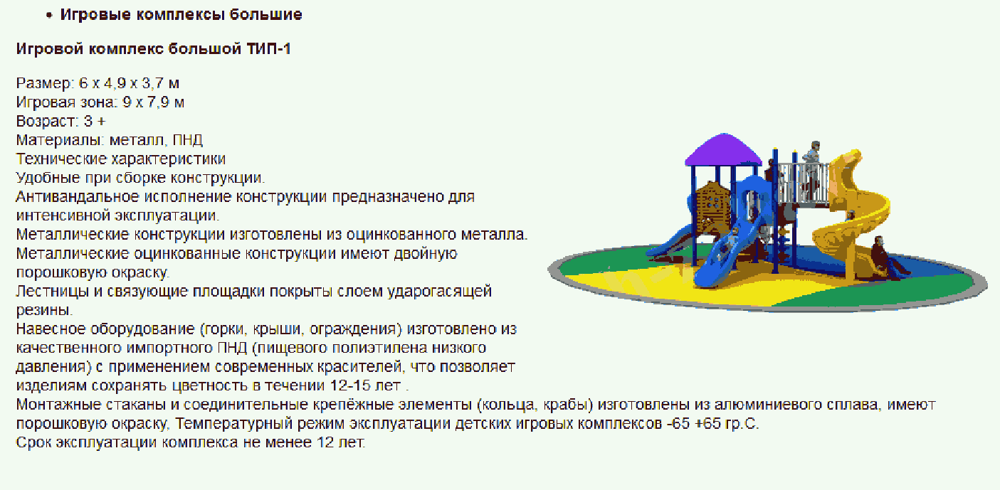 • Игровые комплексы большие
Игровой комплекс большой ТИП-1
Размер: 6 х 4,9 х 3,7 м
Игровая зона: 9 х 7,9 м
Возраст: 3 +
Материалы: металл, ПНД
Технические характеристики
Удобные при сборке конструкции.
Антивандальное исполнение конструкции предназначено для
интенсивной эксплуатации.
Металлические конструкции изготовлены из оцинкованного металла.
Металлические оцинкованные конструкции имеют двойную
порошковую окраску.
Лестницы и связующие площадки покрыты слоем ударогасящей
резины.
Навесное оборудование (горки, крыши, ограждения) изготовлено из
качественного импортного ПНД (пищевого полиэтилена низкого
давления) с применением современных красителей, что позволяет
изделиям сохранять цветность в течении 12-15 лет .
Монтажные стаканы и соединительные крепёжные элементы (кольца, крабы) изготовлены из алюминиевого сплава, имеют
порошковую окраску, Температурный режим эксплуатации детских игровых комплексов -65 +65 гр.С.
Срок эксплуатации комплекса не менее 12 лет.